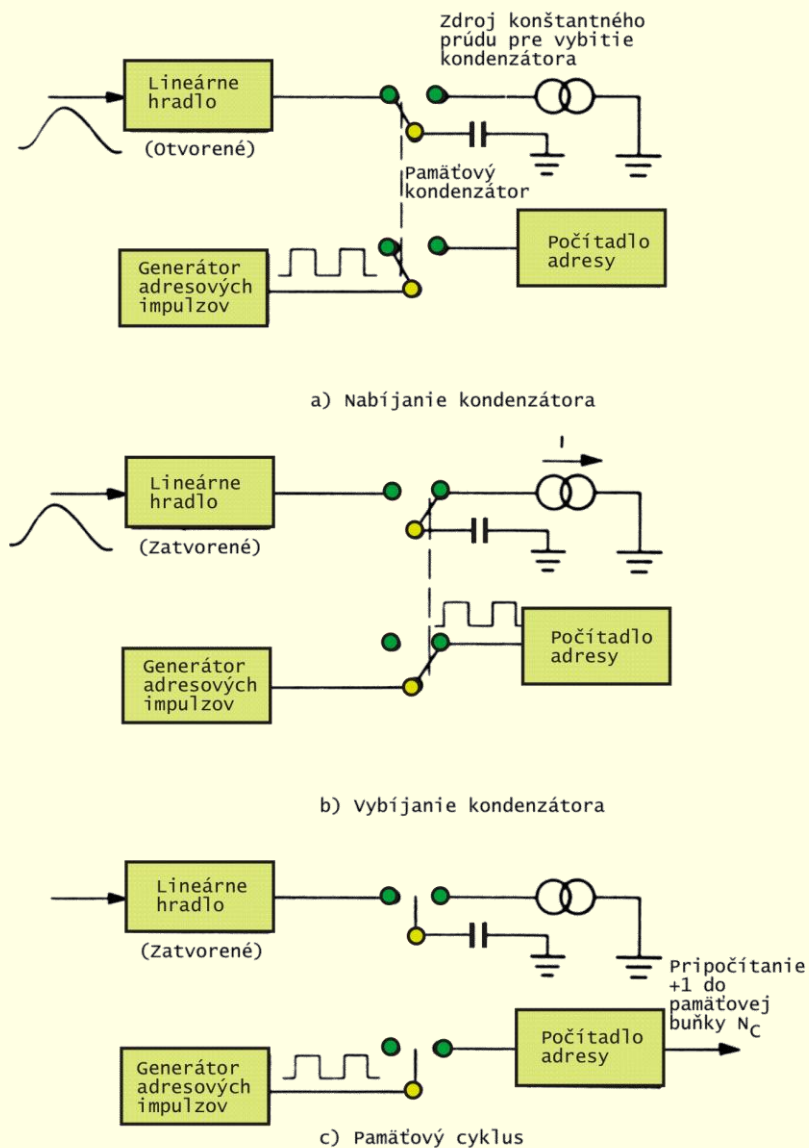 Zdroj konštantného
prúdu pre vybitie
kondenzátora
Lineárne
hradlo
(Otvorené)
Pamäťový
kondenzátor
Generátor
adresových
impulzov
Počítadlo
adresy
a) Nabíjanie kondenzátora
I
Lineárne
hradlo
(Zatvorené)
Generátor
adresových
impulzov
Počítadlo
adresy
b) Vybíjanie kondenzátora
Lineárne
hradlo
(Zatvorené)
Pripočítanie
+1 do
pamäťovej
buňky NC
Generátor
adresových
impulzov
Počítadlo
adresy
c) Pamäťový cyklus